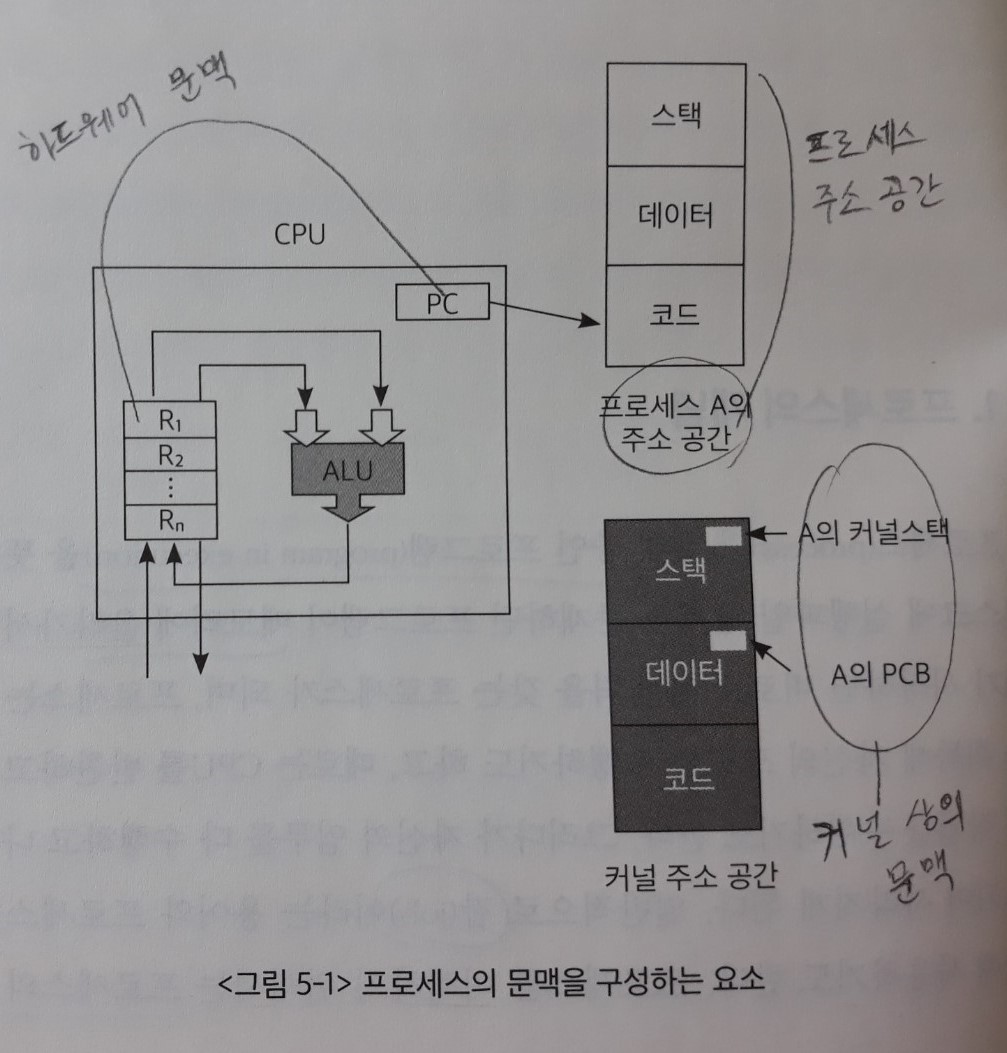 하드웨어 문맥
스택
데이터
코드
프로세스
주소 공간
CPU
PC
R1
R2
⋮
Rn
ALU
프로세스 A의
주소 공간
스택
데이터
코드
A의 커널스택
A의 PCB
커널 상의
문맥
커널 주소 공간
<그림 5-1> 프로세스의 문맥을 구성하는 요소